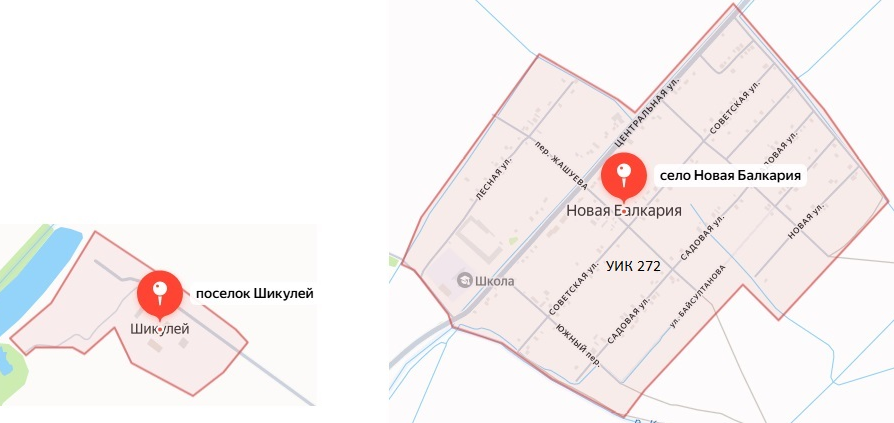 ЦЕНТРАЛЬНАЯ УЛ.
СОВЕТСКАЯ УЛ.
пер. ЖАШУЕВА
ЛЕСНАЯ УЛ.
село Новая Балкария
Новая Балкария
НОВАЯ УЛ.
САДОВАЯ УЛ.
УИК 272
Школа
СОВЕТСКАЯ УЛ.
САДОВАЯ УЛ.
ул. БАЙСУЛТАНОВА
ЮЖНЫЙ пер.
поселок Шикулей
Шикулей